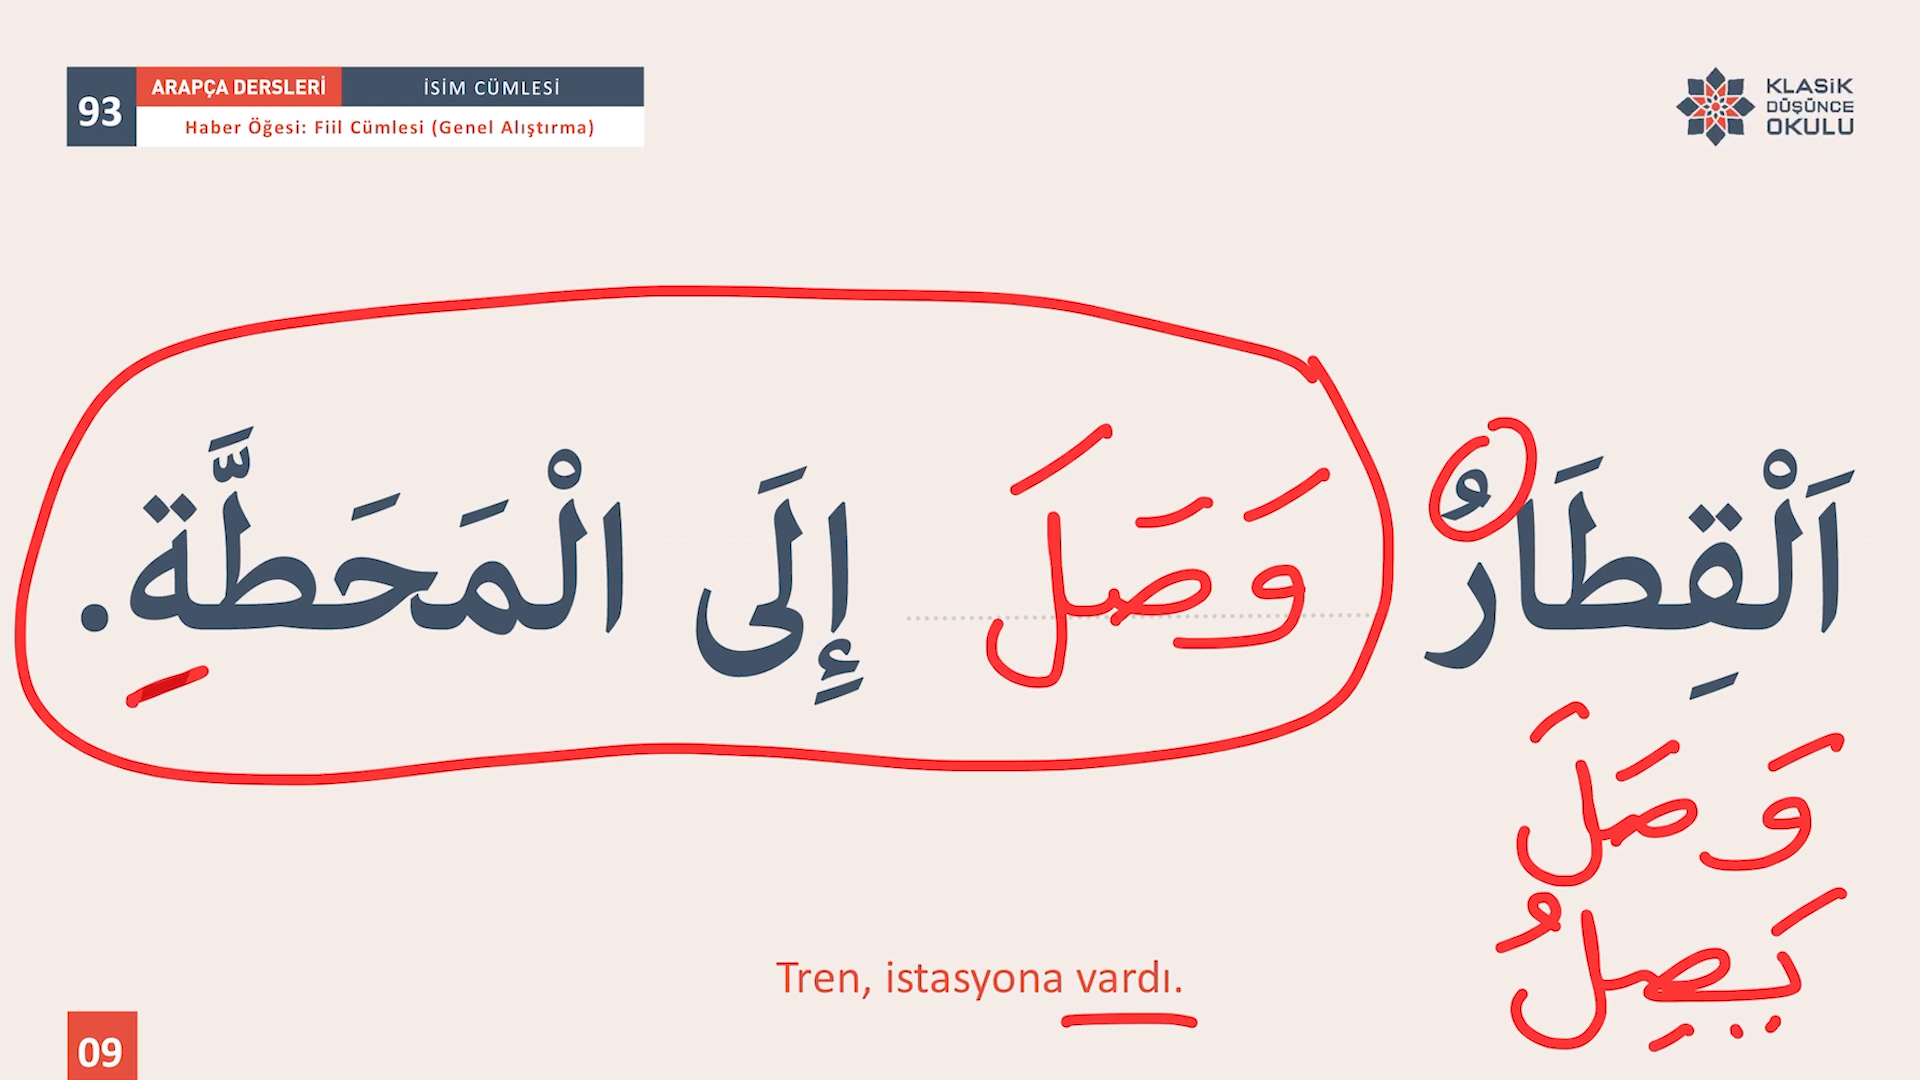 93
ARAPÇA DERSLERİ
İSİM CÜMLESİ
Haber Öğesi: Fiil Cümlesi (Genel Alıştırma)
KLASİK
DÜŞÜNCE
OKULU
اَلْقِطَارُ وَصَلَ إِلَى الْمَحَطَّةِ.
وَصَلَ
يَصِلُ
Tren, istasyona vardı.
09